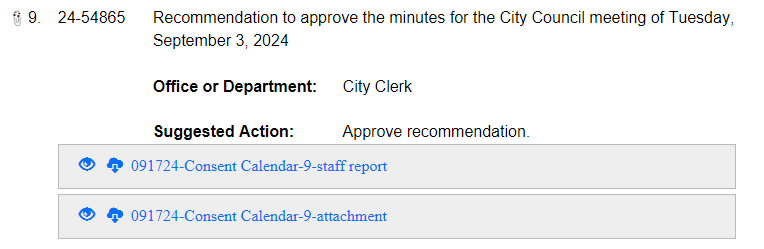 9. 24-54865 Recommendation to approve the minutes for the City Council meeting of Tuesday,
September 3, 2024
Office or Department: City Clerk
Suggested Action: Approve recommendation.
091724-Consent Calendar-9-staff report
091724-Consent Calendar-9-attachment